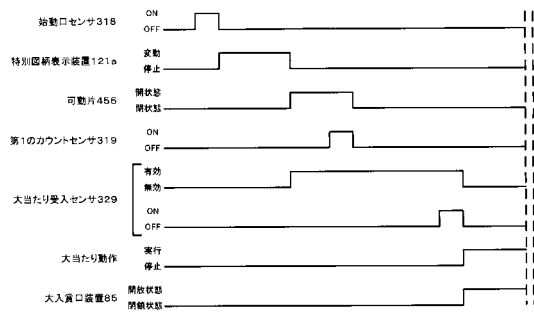 始動口センサ318
ON
OFF
特別図柄表示装置121a
変動
停止
可動片456
開状態
閉状態
第1のカウントセンサ319
ON
OFF
大当たり受入センサ329
有効
無効
ON
OFF
大当たり動作
実行
停止
大入賞口装置85
開放状態
閉鎖状態